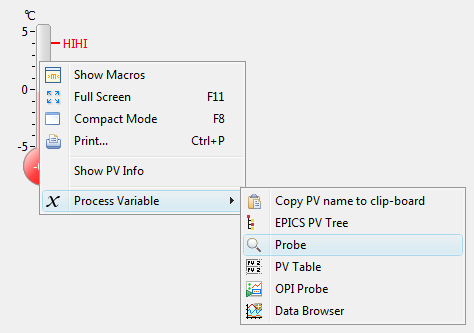 °C
5
HIHI
Show Macros
0
Full Screen F11
Compact Mode F8
-5
Print... Ctrl+P
Show PV Info
Process Variable
Copy PV name to clip-board
EPICS PV Tree
Probe
PV Table
OPI Probe
Data Browser